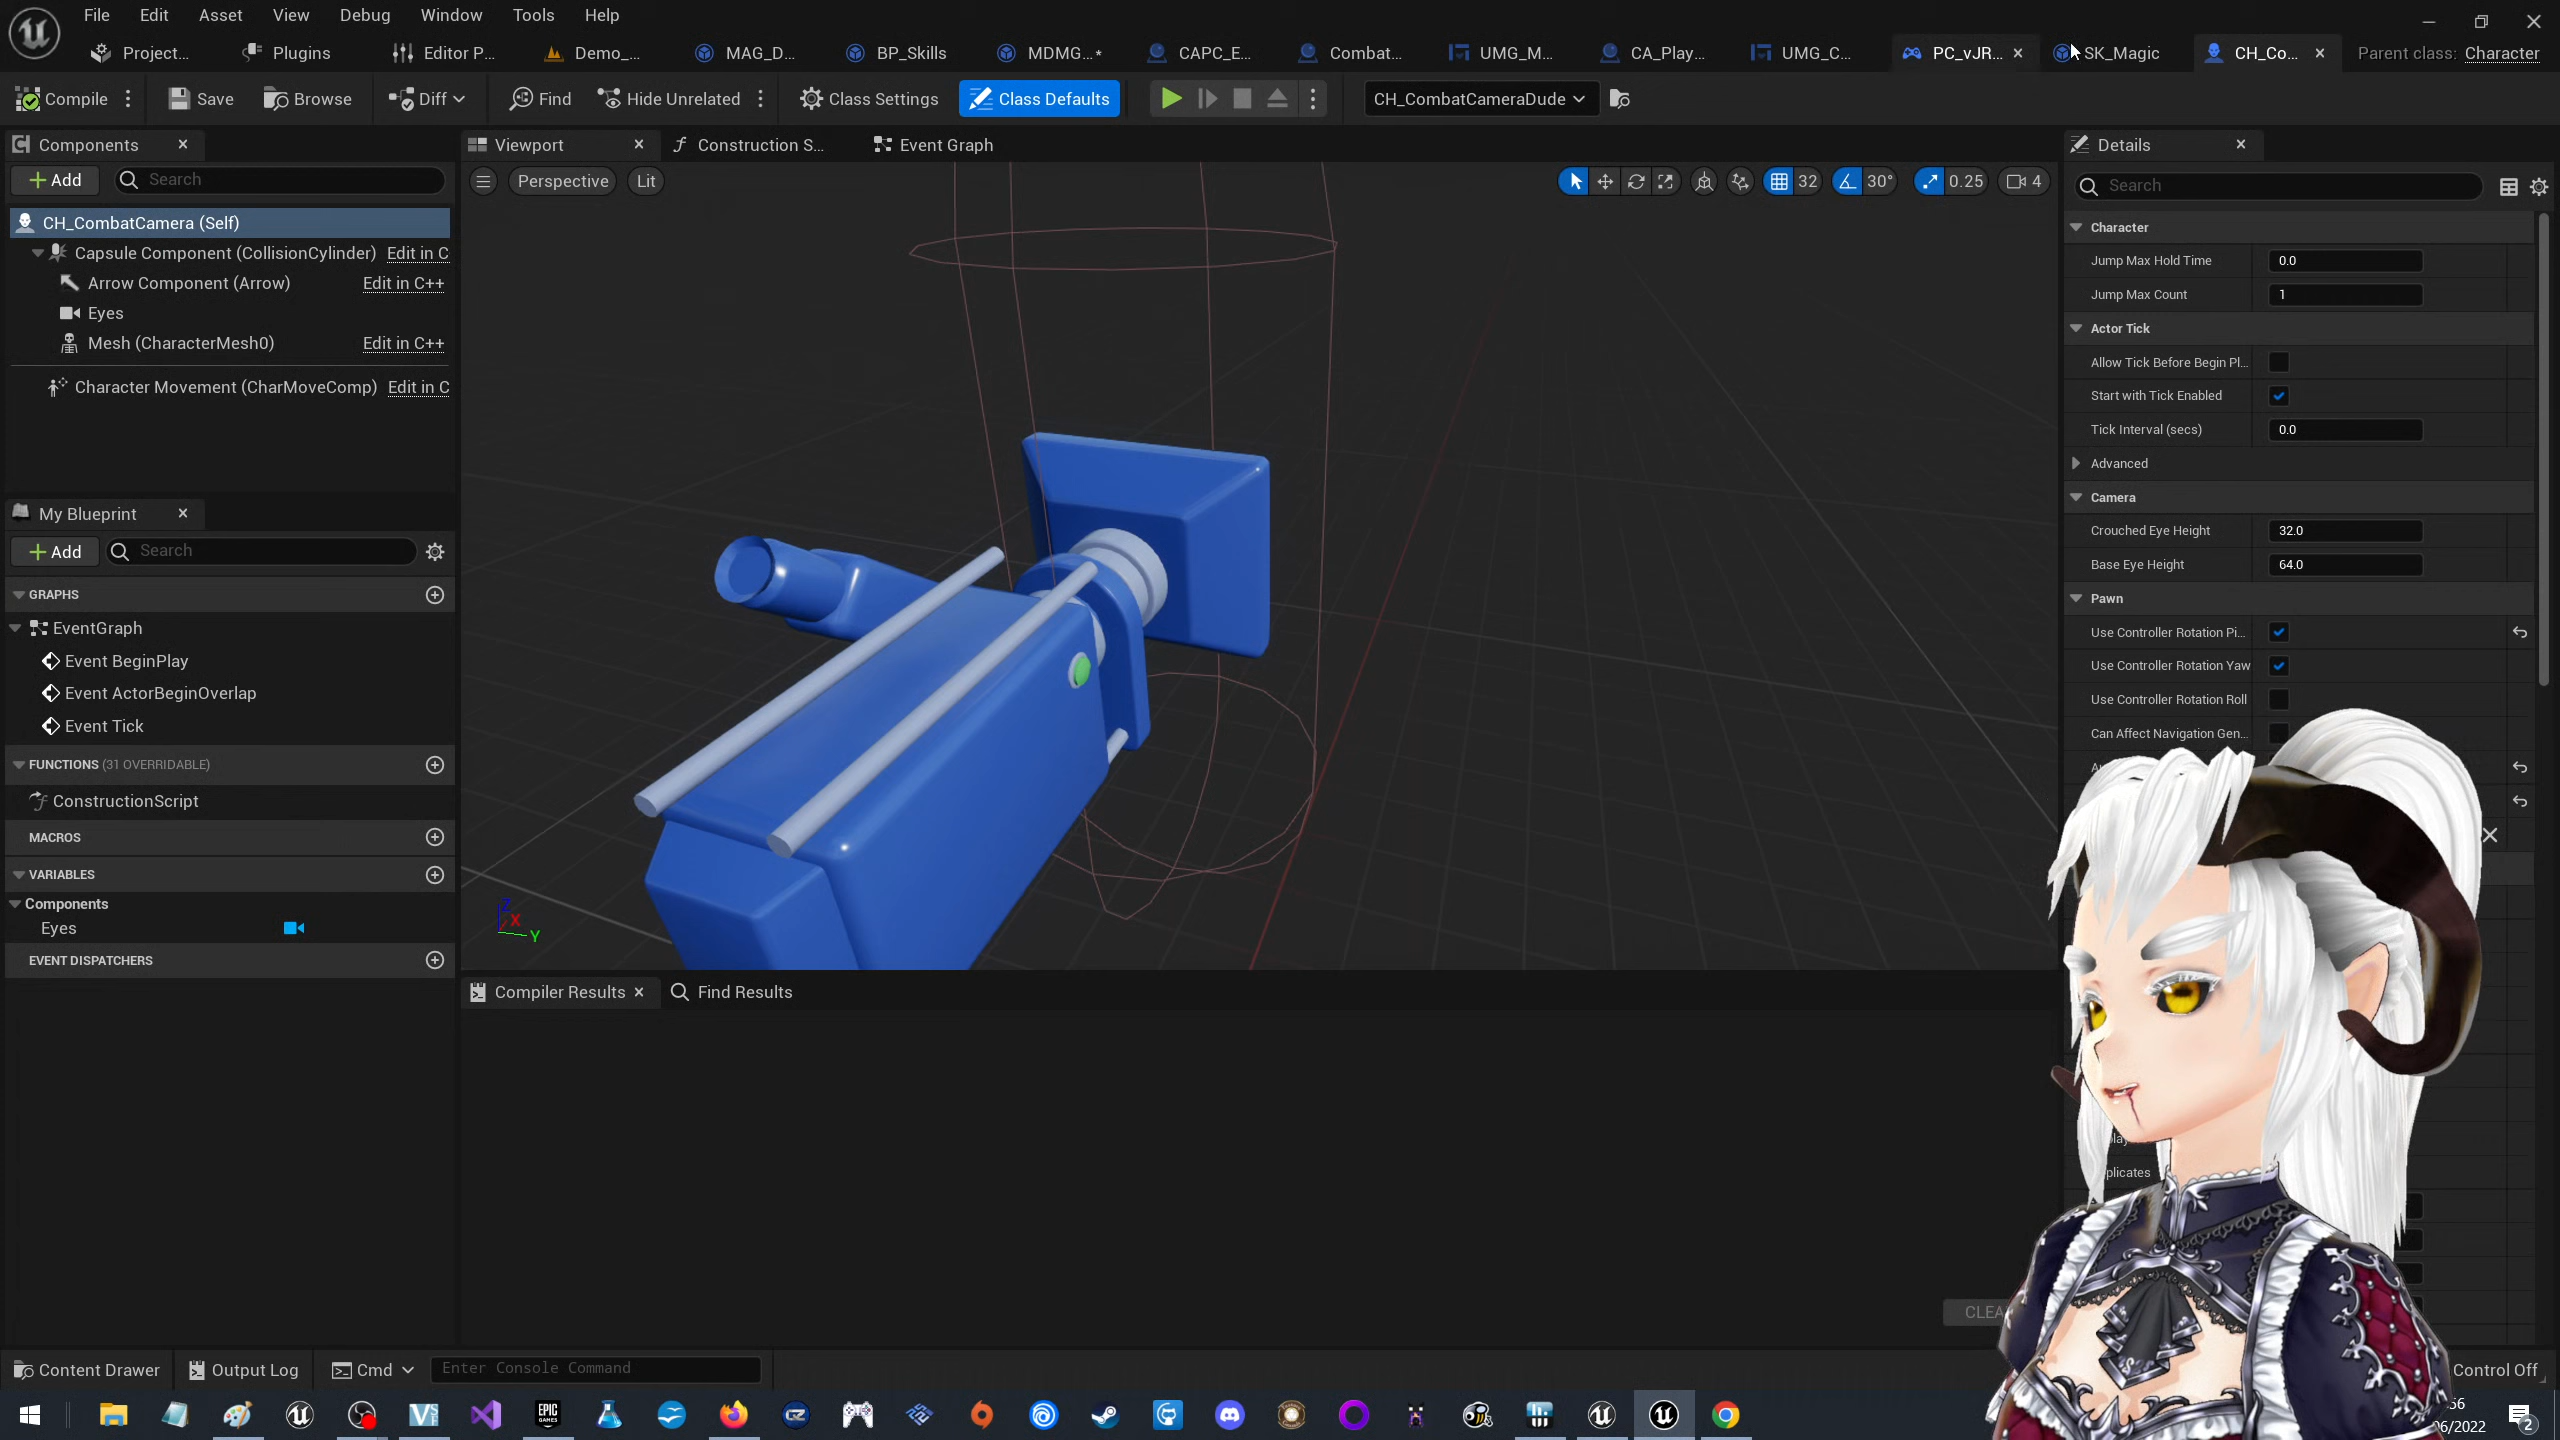 File Edit Asset View Debug Window Tools Help
Project... Plugins Editor P... Demo_... MAG_D... BP_Skills MDMG...* CAPC_E... Combat... UMG_M... CA_Play... UMG_C... PC_vJR... SK_Magic CH_Co... Parent class: Character
Compile Save Browse Diff Find Hide Unrelated Class Settings Class Defaults CH_CombatCameraDude
Components
Add Search
CH_CombatCamera (Self)
Capsule Component (CollisionCylinder) Edit in C
Arrow Component (Arrow) Edit in C++
Eyes
Mesh (CharacterMesh0) Edit in C++
Character Movement (CharMoveComp) Edit in C
My Blueprint
Add Search
GRAPHS
EventGraph
Event BeginPlay
Event ActorBeginOverlap
Event Tick
FUNCTIONS (31 OVERRIDABLE)
ConstructionScript
MACROS
VARIABLES
Components
Eyes
EVENT DISPATCHERS
Viewport Construction S... Event Graph
Perspective Lit 32 30° 0.25 4
Z X Y
Compiler Results Find Results
CLEA
Details
Search
Character
Jump Max Hold Time 0.0
Jump Max Count 1
Actor Tick
Allow Tick Before Begin Pl...
Start with Tick Enabled
Tick Interval (secs) 0.0
Advanced
Camera
Crouched Eye Height 32.0
Base Eye Height 64.0
Pawn
Use Controller Rotation Pi...
Use Controller Rotation Yaw
Use Controller Rotation Roll
Can Affect Navigation Gen...
plicates
Content Drawer Output Log Cmd Enter Console Command Control Off
EPIC GAMES
56
06/2022
2